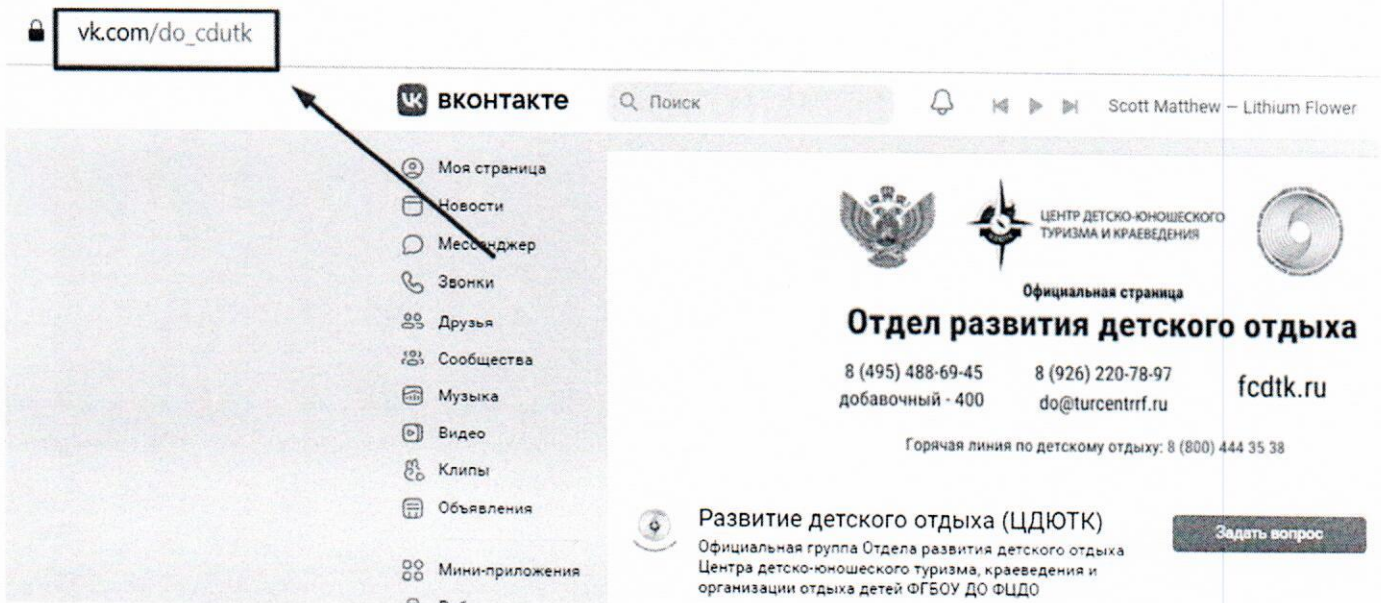 vk.com/do_cdutk
вконтакте
Поиск
Scott Matthew – Lithium Flower
Моя страница
Новости
Мессенджер
Звонки
Друзья
Сообщества
Музыка
Видео
Клипы
Объявления
Мини-приложения
ЦЕНТР ДЕТСКО-ЮНОШЕСКОГО
ТУРИЗМА И КРАЕВЕДЕНИЯ
Официальная страница
Отдел развития детского отдыха
8 (495) 488-69-45
добавочный - 400
8 (926) 220-78-97
do@turcentrrf.ru
fcdtk.ru
Горячая линия по детскому отдыху: 8 (800) 444 35 38
Развитие детского отдыха (ЦДЮТК)
Официальная группа Отдела развития детского отдыха
Центра детско-юношеского туризма, краеведения и
организации отдыха детей ФГБОУ ДО ФЦДО
Задать вопрос